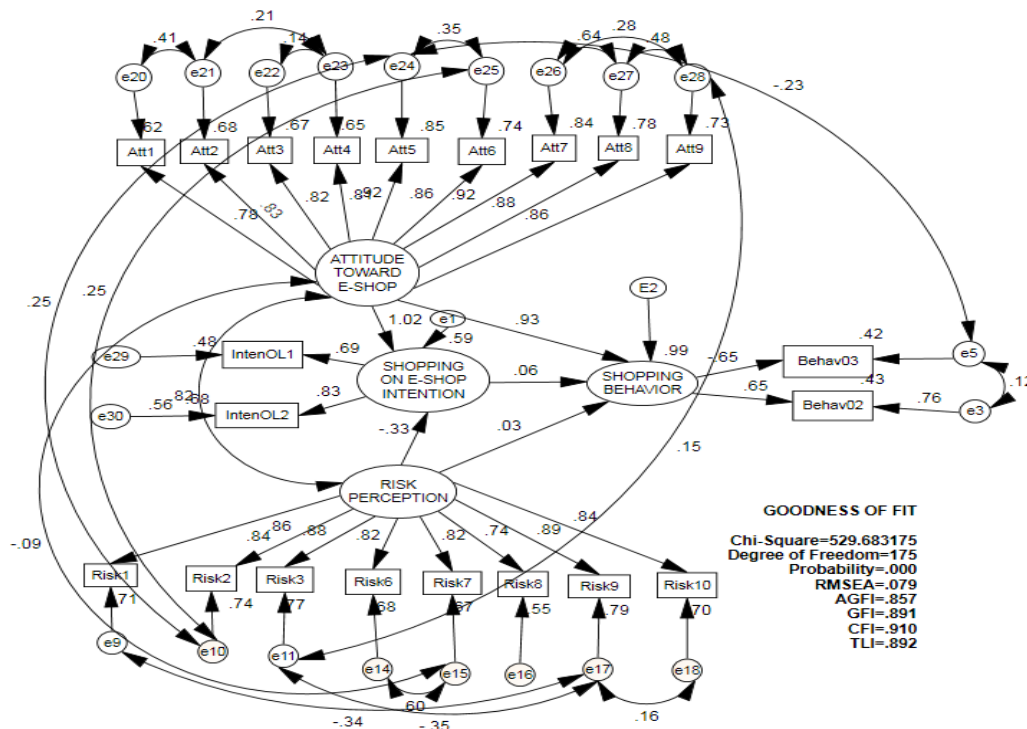 .21
.35
.28
.41
.14
.64
.48
e20
e21
e22
e23
e24
e25
e26
e27
e28
-.23
.62
.68
.67
.65
.85
.74
.84
.78
.73
Att1
Att2
Att3
Att4
Att5
Att6
Att7
Att8
Att9
.78
.83
.82
.81
.92
.86
.92
.88
.86
ATTITUDE
TOWARD
E-SHOP
.25
.25
1.02
e1
.93
E2
.59
.99
.42
e29
.48
IntenOL1
.69
SHOPPING
ON E-SHOP
INTENTION
.06
SHOPPING
BEHAVIOR
-.65
Behav03
e5
.43
.12
e30
.56
.82
.68
IntenOL2
.83
.65
Behav02
.76
e3
-.33
.03
.15
RISK
PERCEPTION
-.09
.86
.84
.88
.82
.82
.74
.89
.84
Risk1
Risk2
Risk3
Risk6
Risk7
Risk8
Risk9
Risk10
.71
.74
.77
.68
.67
.55
.79
.70
e9
e10
e11
e14
e15
e16
e17
e18
.60
-.34
-.35
.16
GOODNESS OF FIT
Chi-Square=529.683175
Degree of Freedom=175
Probability=.000
RMSEA=.079
AGFI=.857
GFI=.891
CFI=.910
TLI=.892